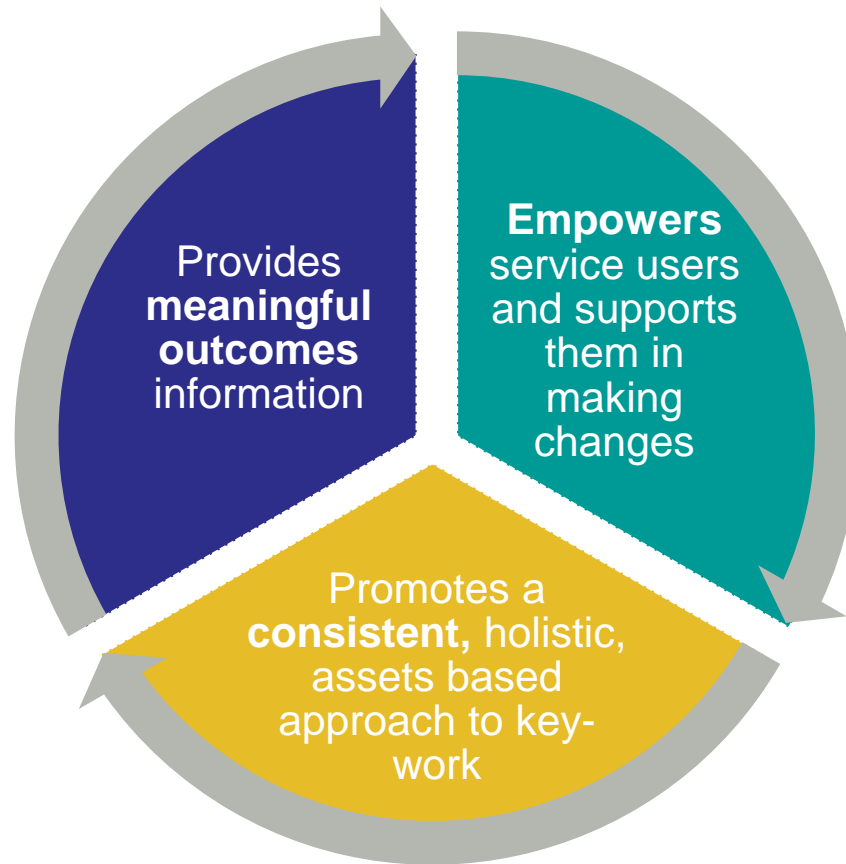 Provides
meaningful
outcomes
information
Empowers
service users
and supports
them in
making
changes
Promotes a
consistent, holistic,
assets based
approach to key-
work